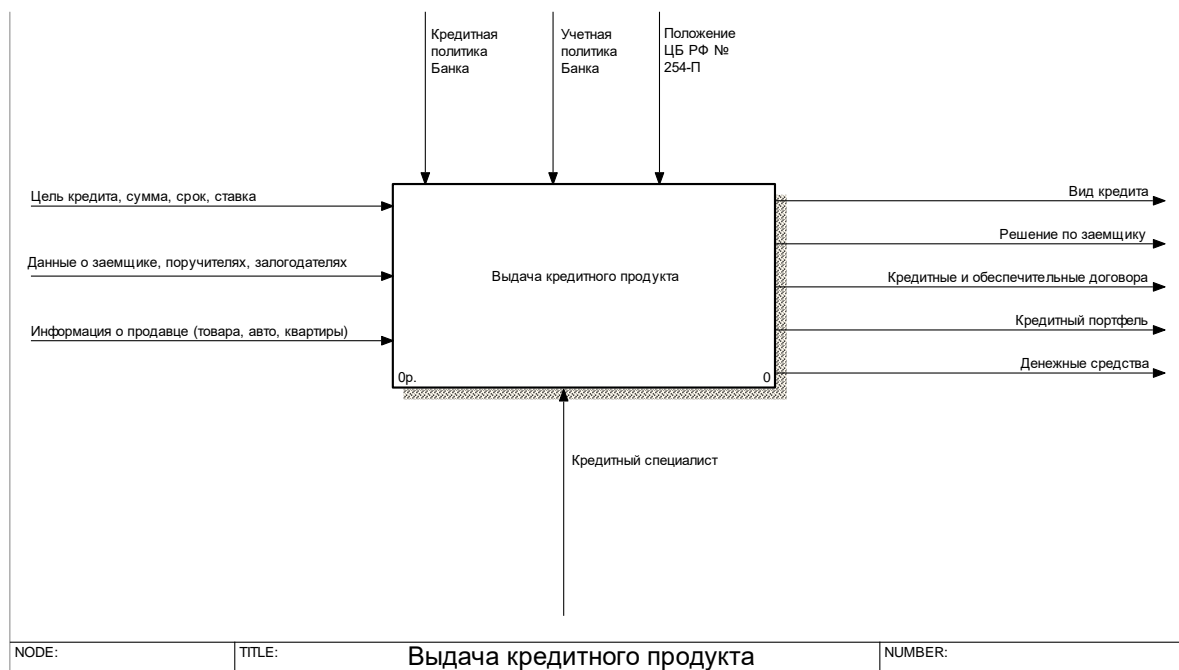 Кредитная
политика
Банка
Учетная
политика
Банка
Положение
ЦБ РФ №
254-П
Цель кредита, сумма, срок, ставка
Данные о заемщике, поручителях, залогодателях
Информация о продавце (товара, авто, квартиры)
Выдача кредитного продукта
0р.
0
Вид кредита
Решение по заемщику
Кредитные и обеспечительные договора
Кредитный портфель
Денежные средства
Кредитный специалист
NODE:
TITLE:
Выдача кредитного продукта
NUMBER: